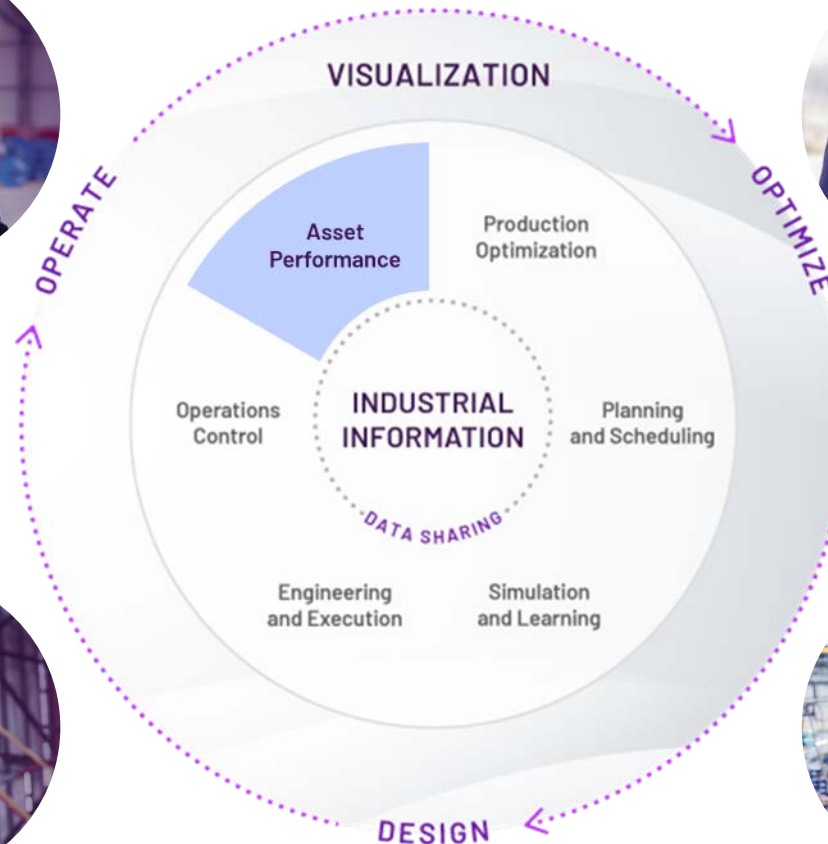 VISUALIZATION
OPERATE
OPTIMIZE
Asset
Performance
Production
Optimization
Operations
Control
INDUSTRIAL
INFORMATION
Planning
and Scheduling
DATA SHARING
Engineering
and Execution
Simulation
and Learning
DESIGN